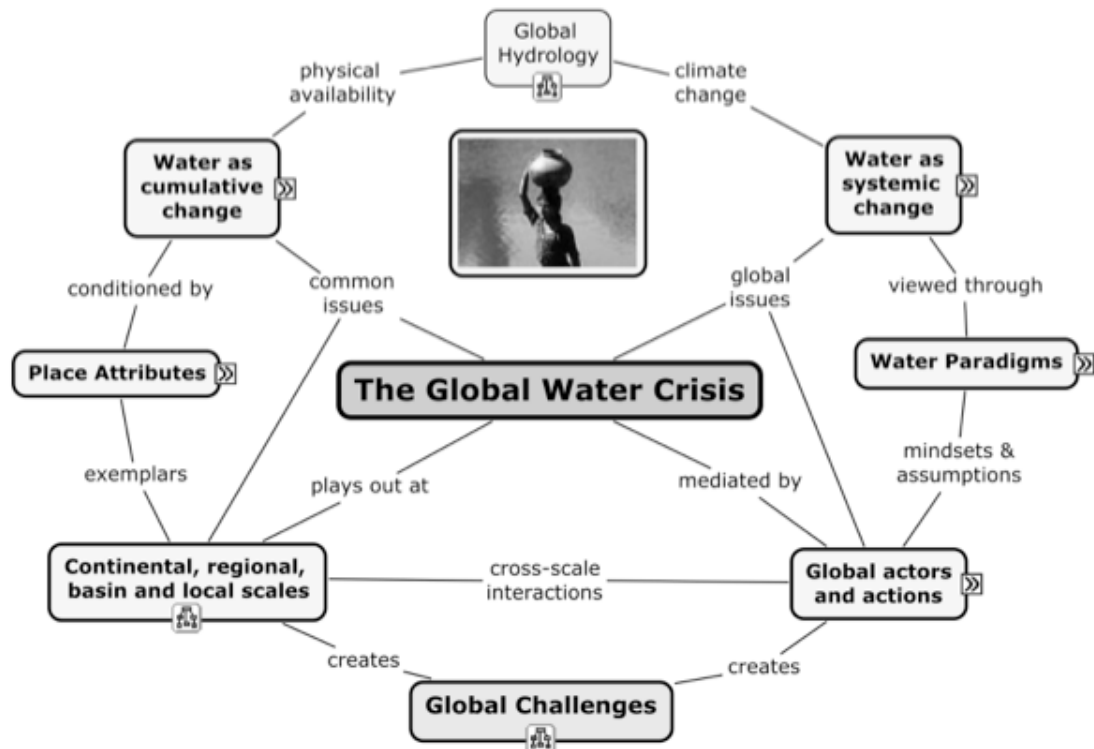 Global
Hydrology
physical
availability
climate
change
Water as
cumulative
change
Water as
systemic
change
conditioned by
common
issues
global
issues
viewed through
Place Attributes
The Global Water Crisis
Water Paradigms
exemplars
plays out at
mediated by
mindsets &
assumptions
Continental, regional,
basin and local scales
cross-scale
interactions
Global actors
and actions
creates
creates
Global Challenges